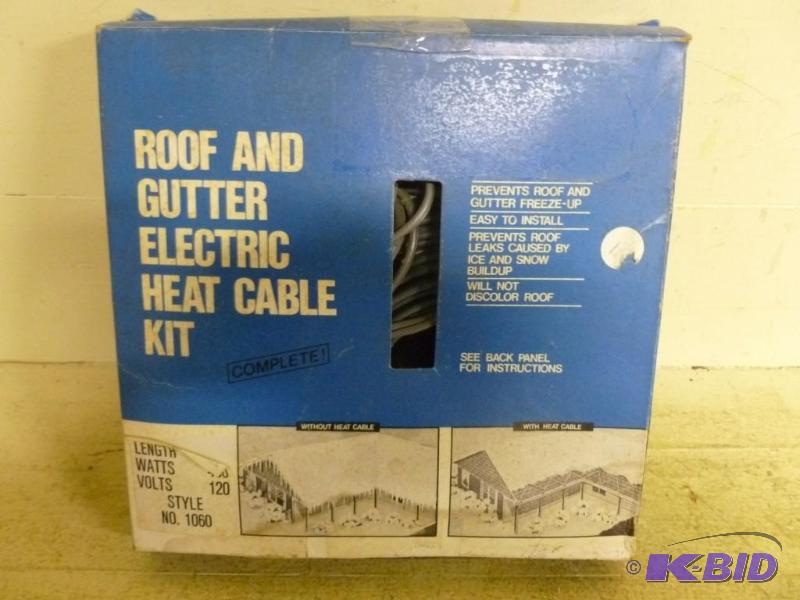 ROOF AND
GUTTER
ELECTRIC
HEAT CABLE
KIT
COMPLETE!
PREVENTS ROOF AND
GUTTER FREEZE-UP
EASY TO INSTALL
PREVENTS ROOF
LEAKS CAUSED BY
ICE AND SNOW
BUILDUP
WILL NOT
DISCOLOR ROOF
SEE BACK PANEL
FOR INSTRUCTIONS
WITHOUT HEAT CABLE
WITH HEAT CABLE
LENGTH
WATTS
VOLTS 120
STYLE
NO. 1060
© K-BID